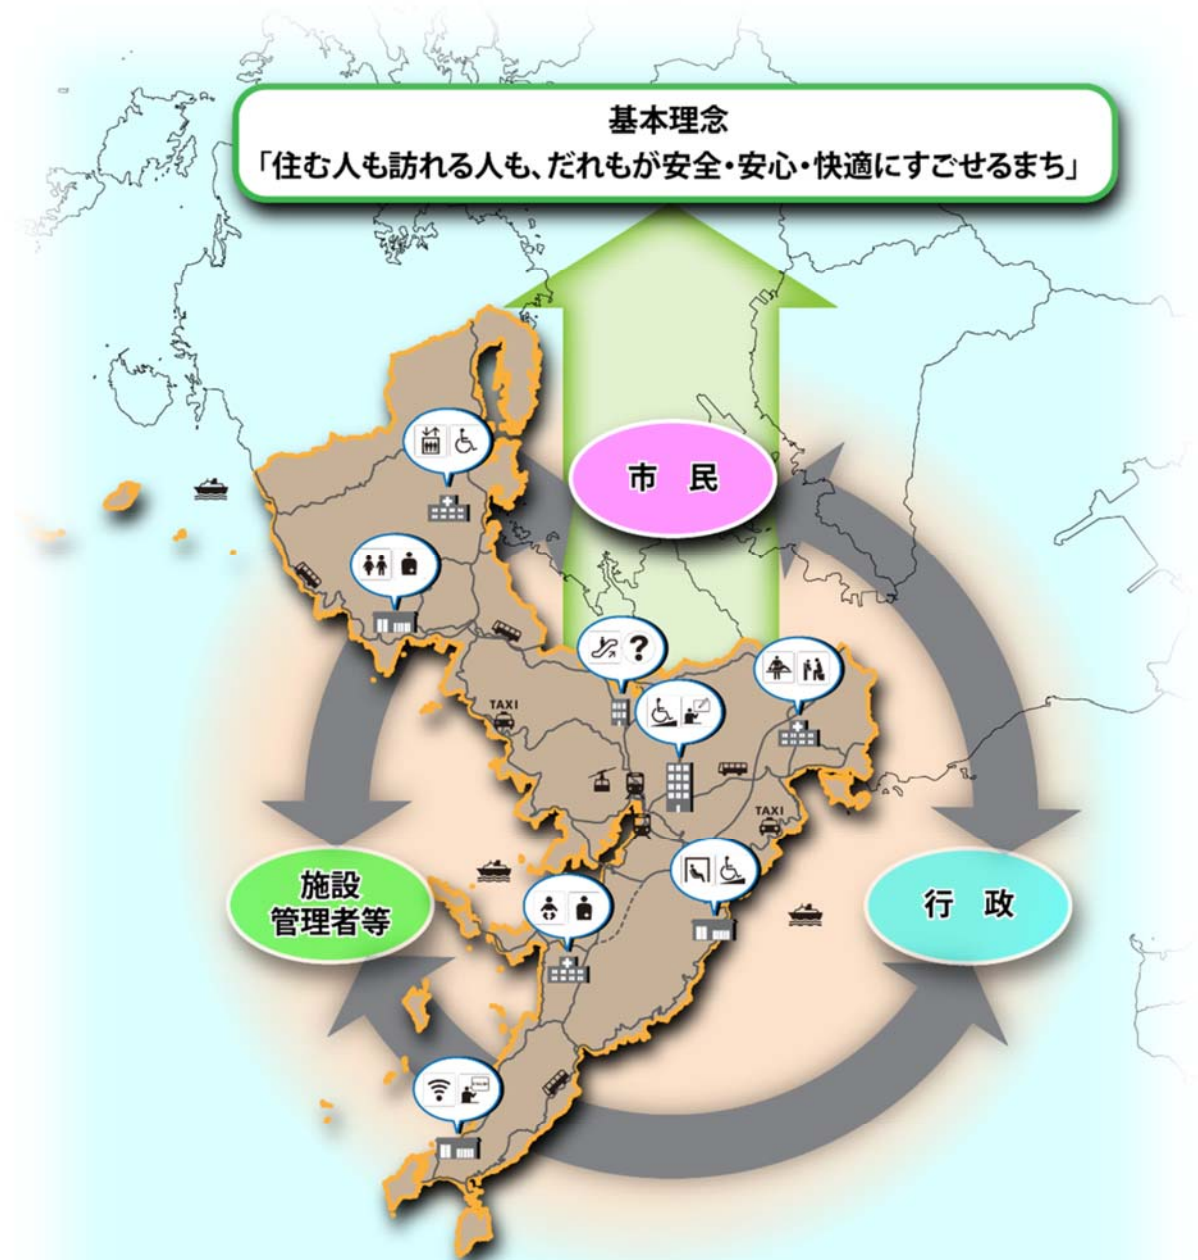 基本理念
「住む人も訪れる人も、だれもが安全・安心・快適にすごせるまち」
市 民
?
TAXI
TAXI
施設
管理者等
行 政